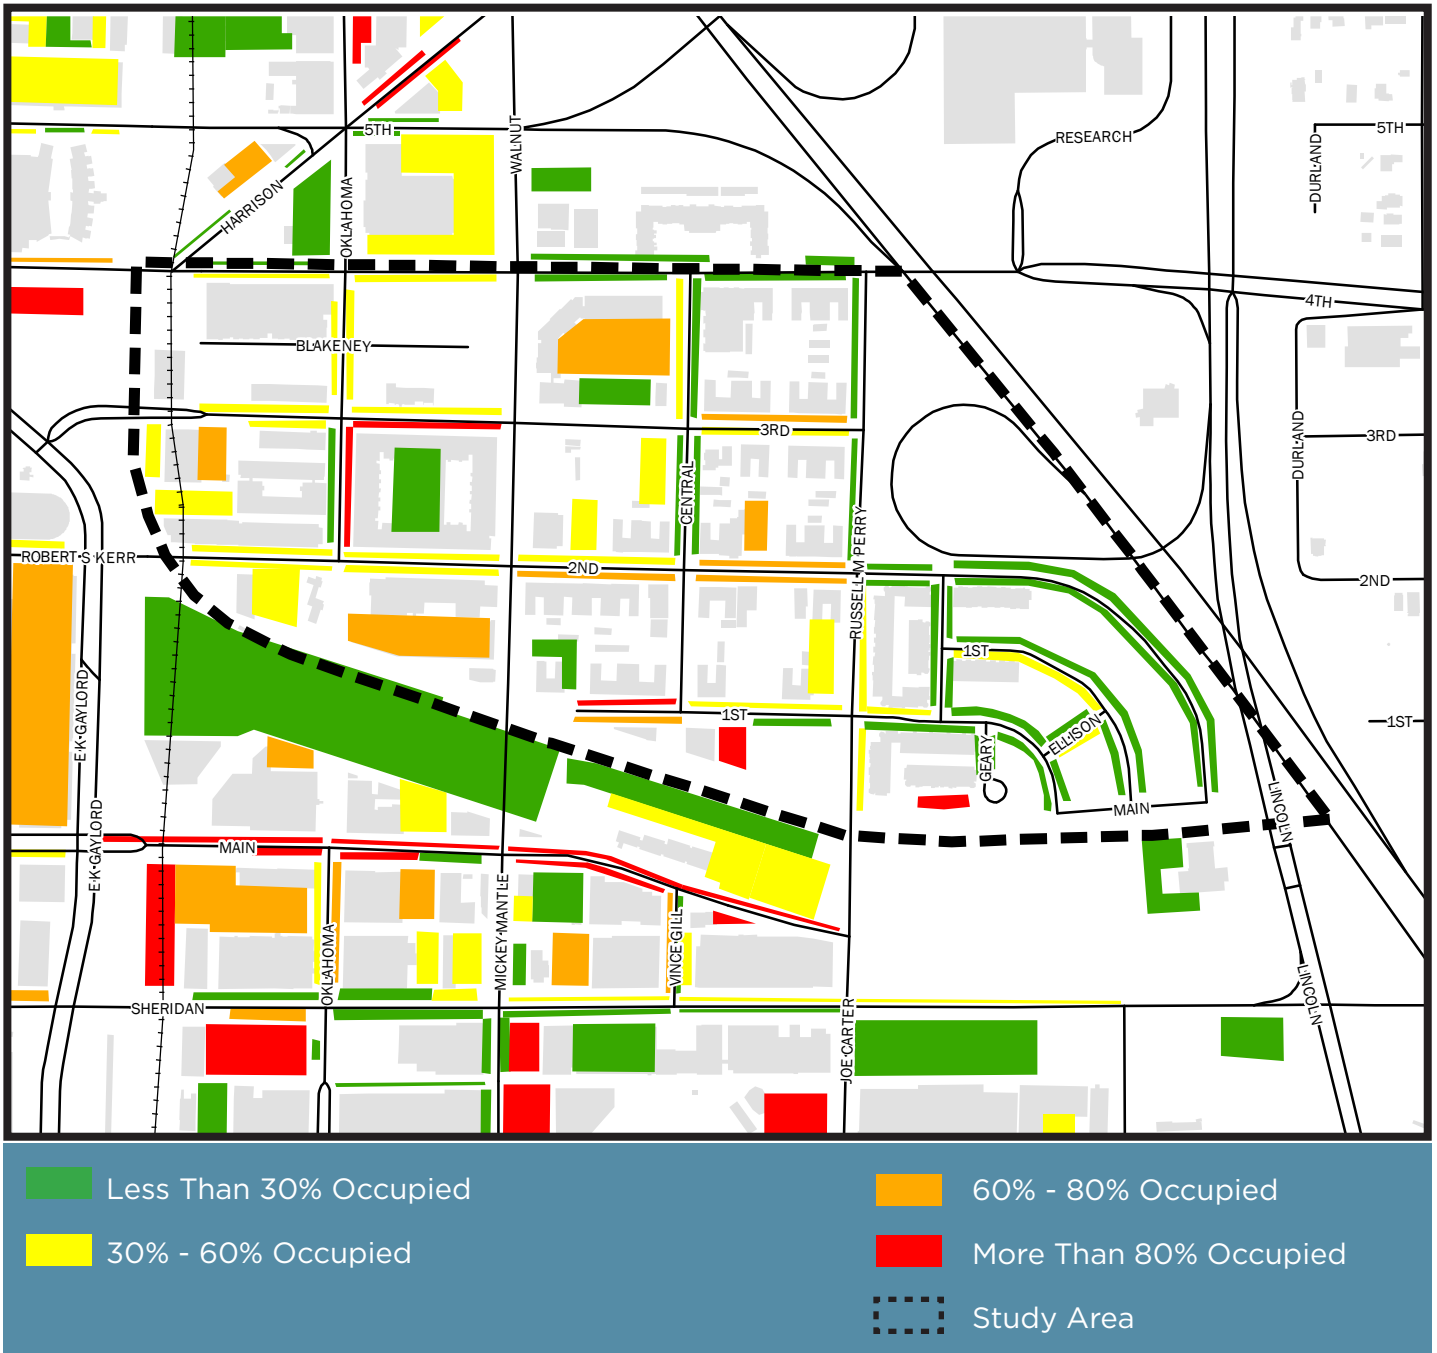 5TH
WALNUT
RESEARCH
5TH
DURLAND
HARRISON
OKLAHOMA
4TH
BLAKENEY
3RD
DURLAND
3RD
CENTRAL
RUSSELL M PERRY
ROBERT S KERR
2ND
2ND
1ST
E K GAYLORD
1ST
1ST
ELLISON
GEARY
MAIN
LINCOLN
E K GAYLORD
MAIN
MICKEY MANTLE
VINCE GILL
OKLAHOMA
SHERIDAN
JOE CARTER
LINCOLN
Less Than 30% Occupied
30% - 60% Occupied
60% - 80% Occupied
More Than 80% Occupied
Study Area